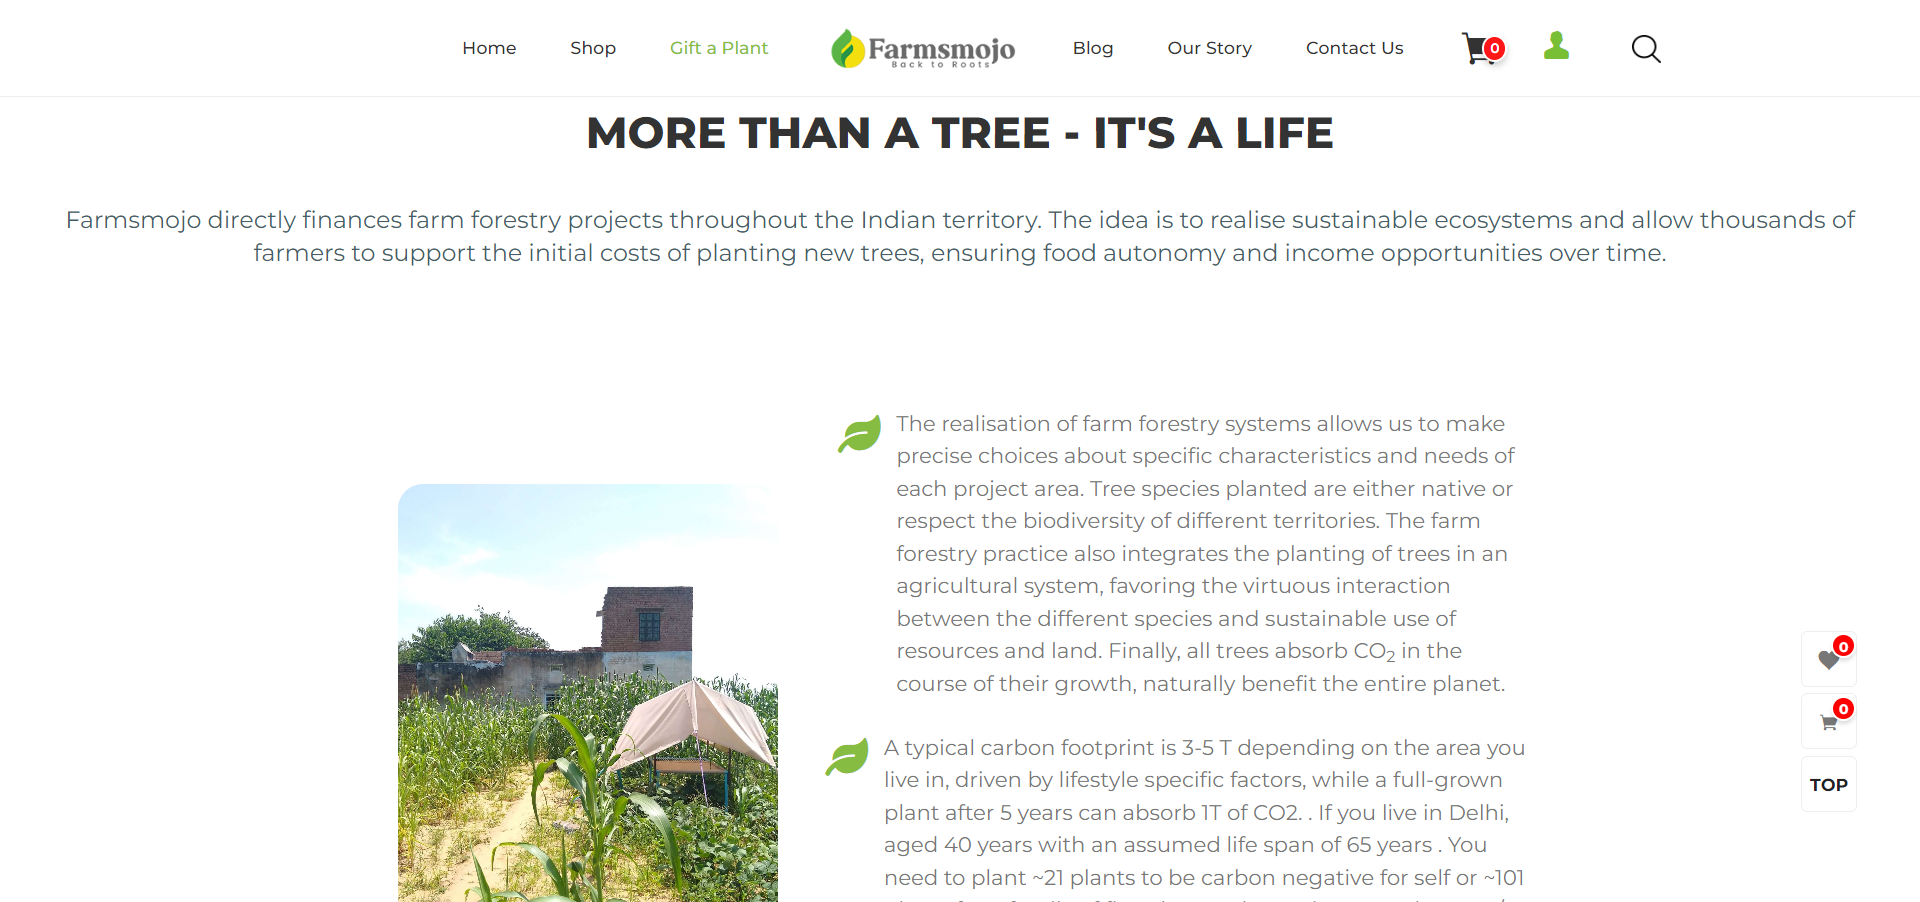 Home Shop Gift a Plant Farmsmojo Blog Our Story Contact Us 0
Back to Roots
MORE THAN A TREE - IT'S A LIFE
Farmsmojo directly finances farm forestry projects throughout the Indian territory. The idea is to realise sustainable ecosystems and allow thousands of
farmers to support the initial costs of planting new trees, ensuring food autonomy and income opportunities over time.
The realisation of farm forestry systems allows us to make
precise choices about specific characteristics and needs of
each project area. Tree species planted are either native or
respect the biodiversity of different territories. The farm
forestry practice also integrates the planting of trees in an
agricultural system, favoring the virtuous interaction
between the different species and sustainable use of
resources and land. Finally, all trees absorb CO₂ in the
course of their growth, naturally benefit the entire planet.
A typical carbon footprint is 3-5 T depending on the area you
live in, driven by lifestyle specific factors, while a full-grown
plant after 5 years can absorb 1T of CO2. . If you live in Delhi,
aged 40 years with an assumed life span of 65 years . You
need to plant ~21 plants to be carbon negative for self or ~101
0
0
TOP